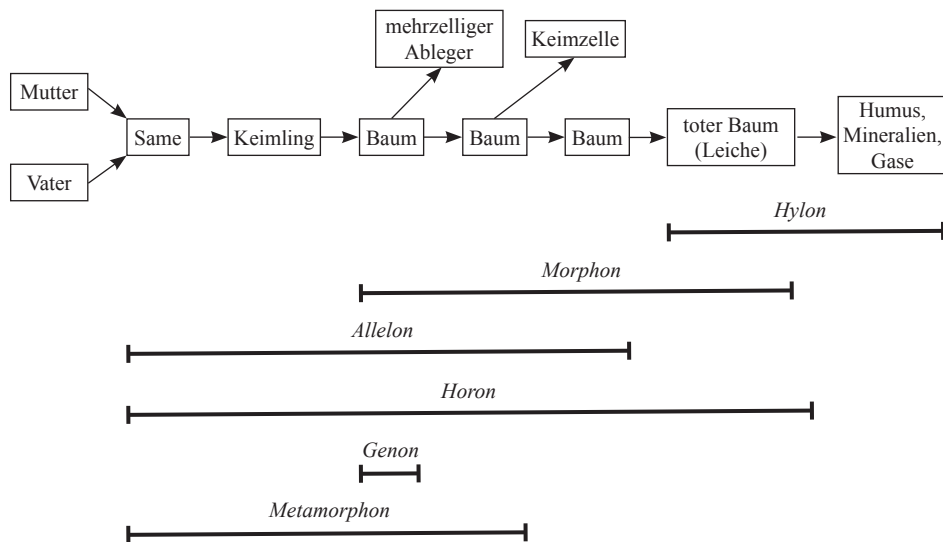 mehrzelliger
Ableger
Keimzelle
Mutter
Vater
Same
Keimling
Baum
Baum
Baum
toter Baum
(Leiche)
Humus,
Mineralien,
Gase
Hylon
Morphon
Allelon
Horon
Genon
Metamorphon